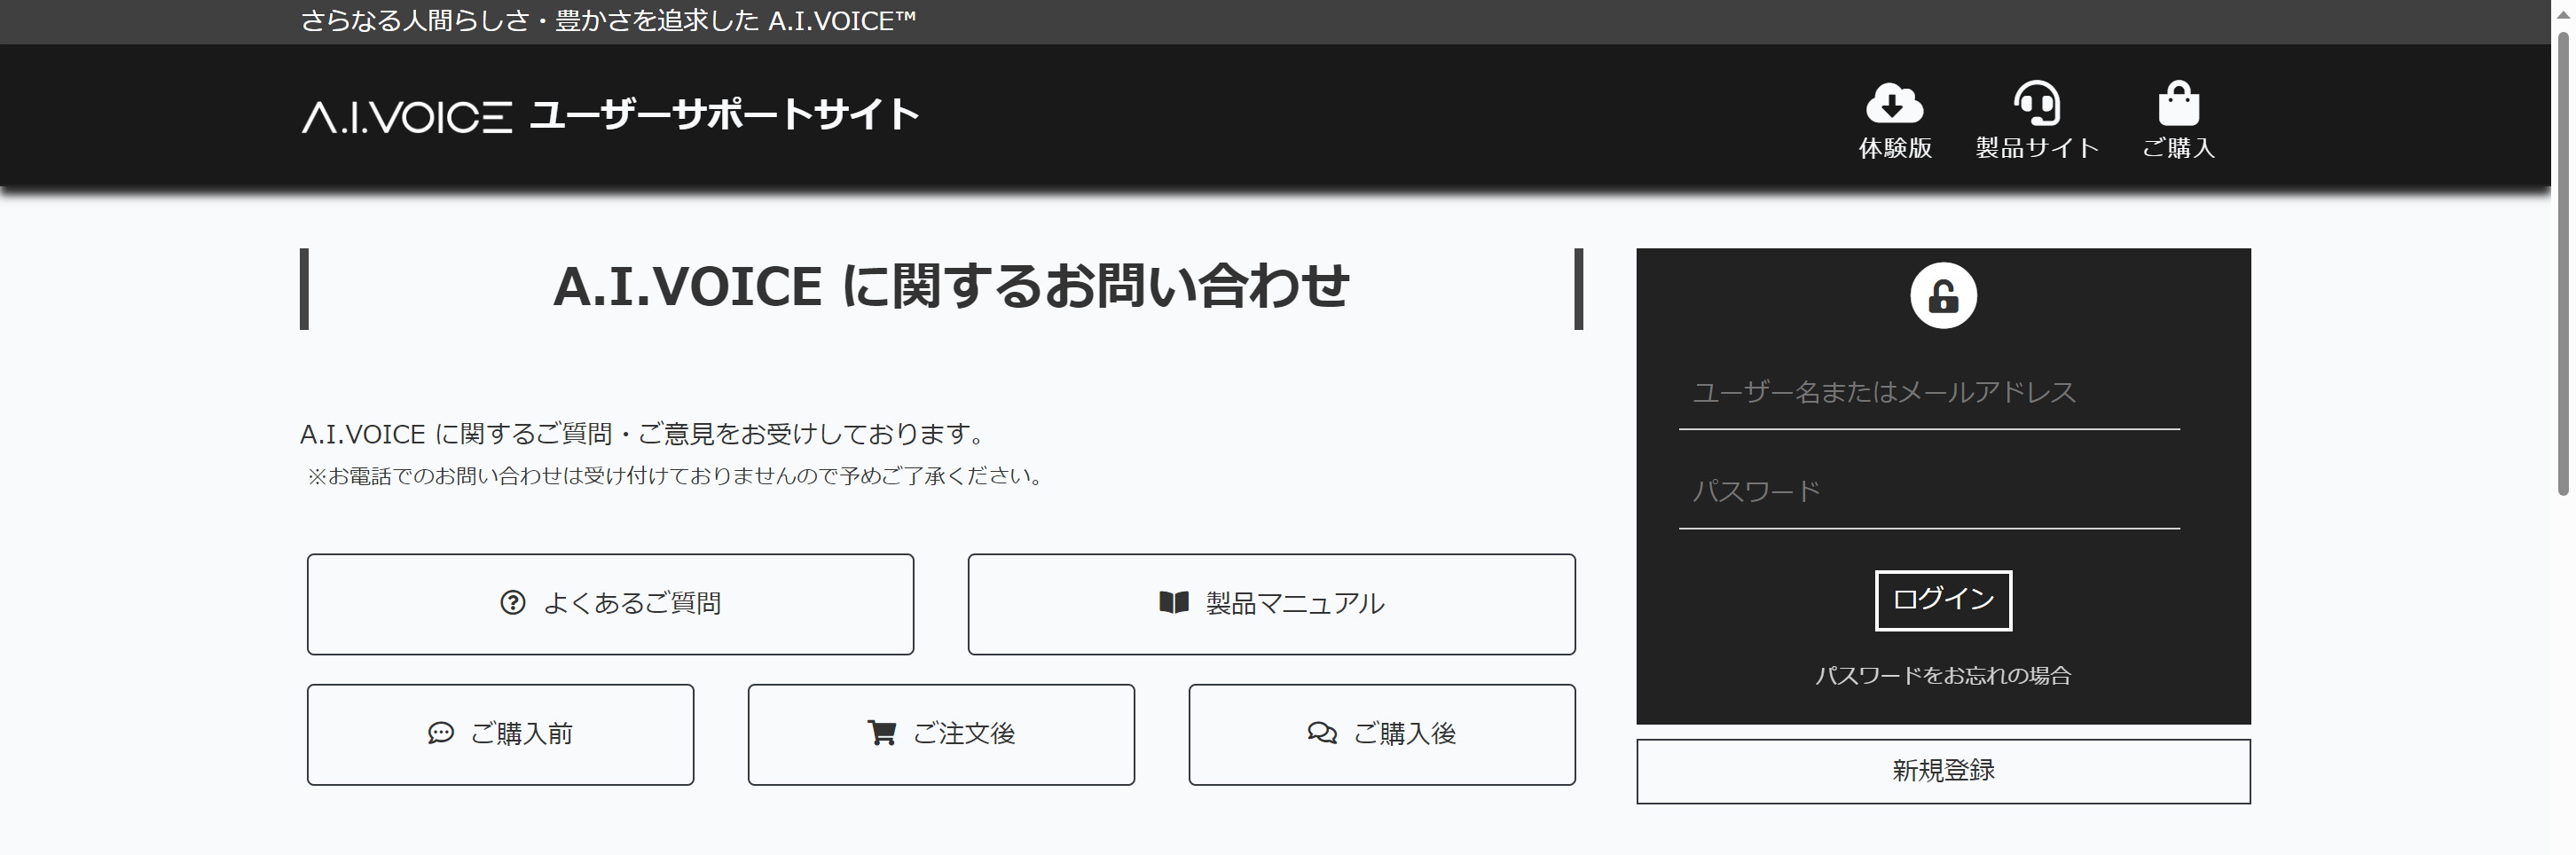 さらなる人間らしさ・豊かさを追求した A.I.VOICE™
A.I.VOICE ユーザーサポートサイト
体験版
製品サイト
ご購入
A.I.VOICE に関するお問い合わせ
A.I.VOICE に関するご質問・ご意見をお受けしております。
※お電話でのお問い合わせは受け付けておりませんので予めご了承ください。
よくあるご質問
製品マニュアル
ご購入前
ご注文後
ご購入後
ユーザー名またはメールアドレス
パスワード
ログイン
パスワードをお忘れの場合
新規登録